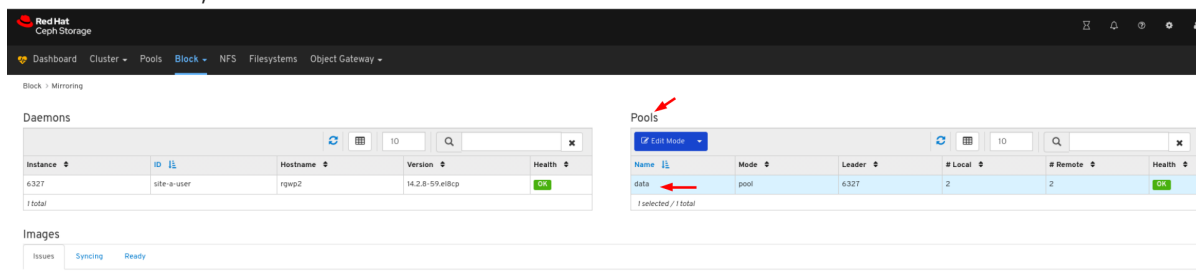 Red Hat
Ceph Storage
Dashboard Cluster Pools Block NFS Filesystems Object Gateway
Block > Mirroring
Daemons
10
Instance ID Hostname Version Health
6327 site-a-user rgwp2 14.2.8-59.el8cp OK
1 total
Pools
Edit Mode 10
Name Mode Leader # Local # Remote Health
data pool 6327 2 2 OK
1 selected / 1 total
Images
Issues Syncing Ready